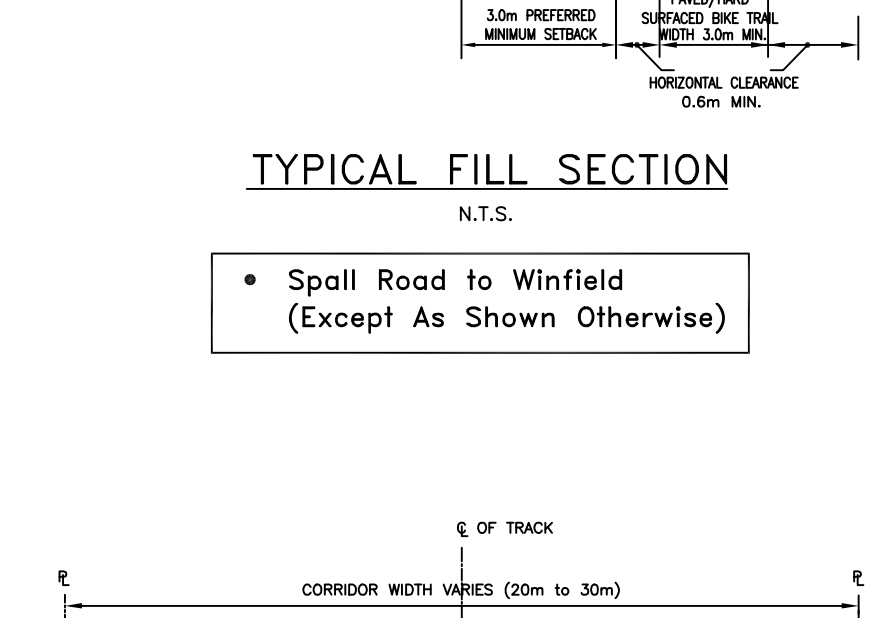 PAVED/HARD
3.0m PREFERRED
MINIMUM SETBACK
SURFACED BIKE TRAIL
WIDTH 3.0m MIN.
HORIZONTAL CLEARANCE
0.6m MIN.
TYPICAL FILL SECTION
N.T.S.
• Spall Road to Winfield
(Except As Shown Otherwise)
℄ OF TRACK
PL
PL
CORRIDOR WIDTH VARIES (20m to 30m)